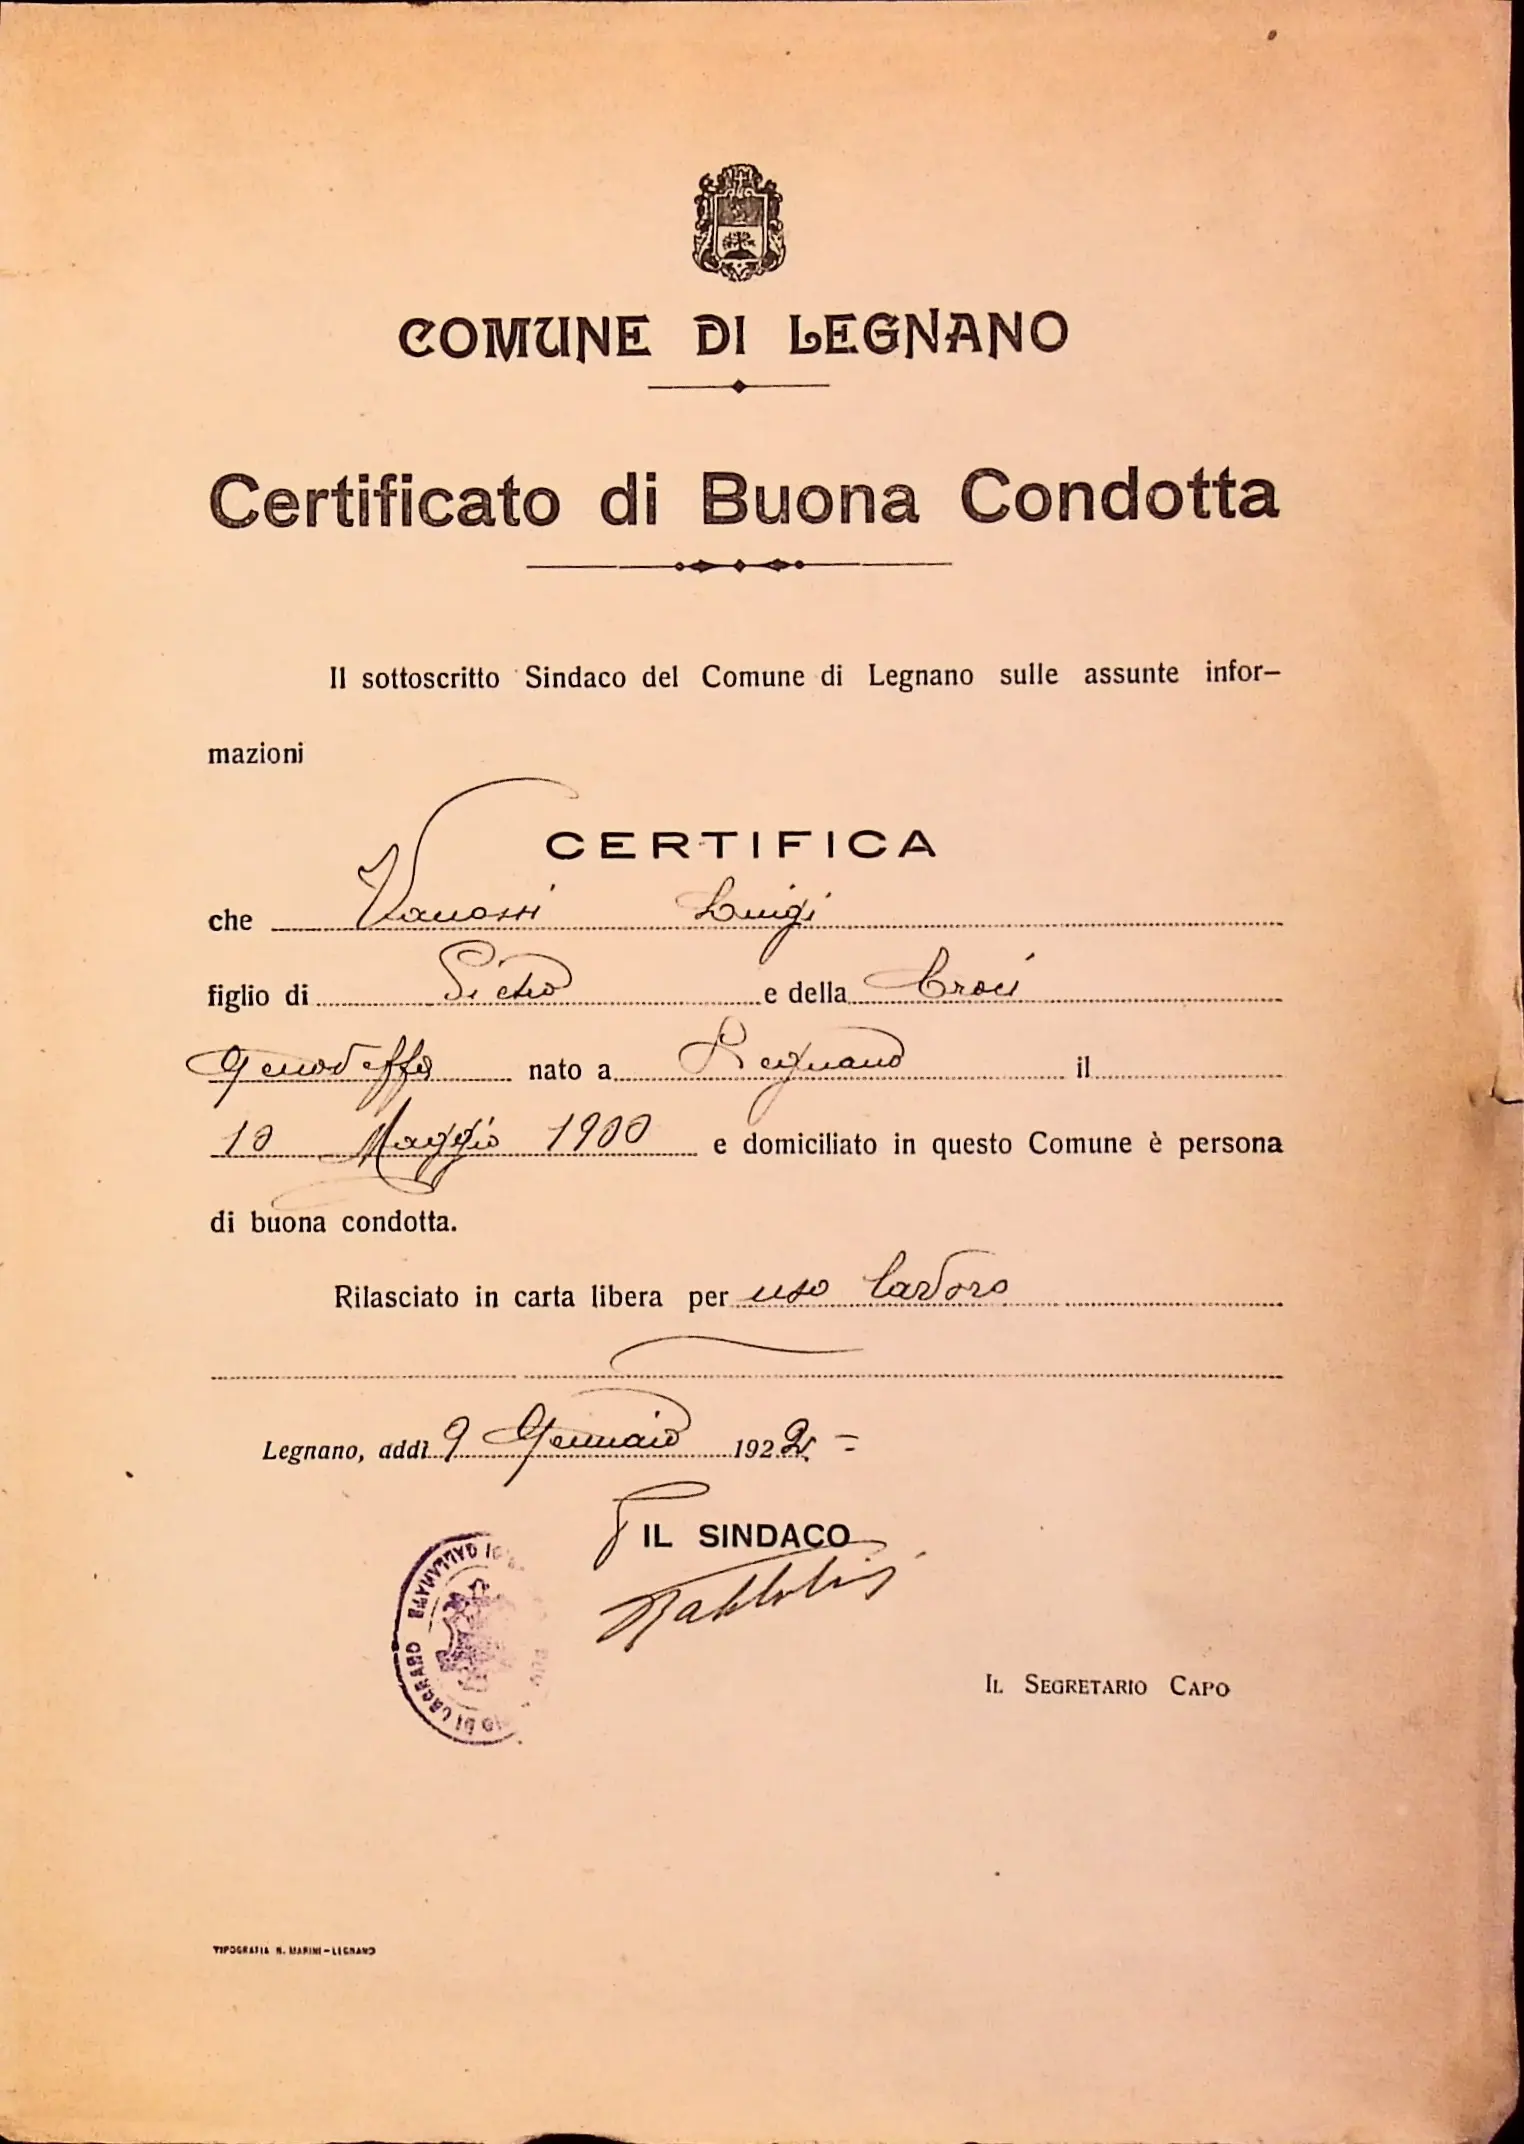 COMUNE DI LEGNANO
Certificato di Buona Condotta
Il sottoscritto Sindaco del Comune di Legnano sulle assunte infor-
mazioni
CERTIFICA
che Vanossi Luigi
figlio di Pietro e della Croci
Genoveffa nato a Legnano il
10 Maggio 1900 e domiciliato in questo Comune è persona
di buona condotta.
Rilasciato in carta libera per uso lavoro
Legnano, addì 9 Gennaio 1922
IL SINDACO
IL SEGRETARIO CAPO
TIPOGRAFIA N. MARINI - LEGNANO